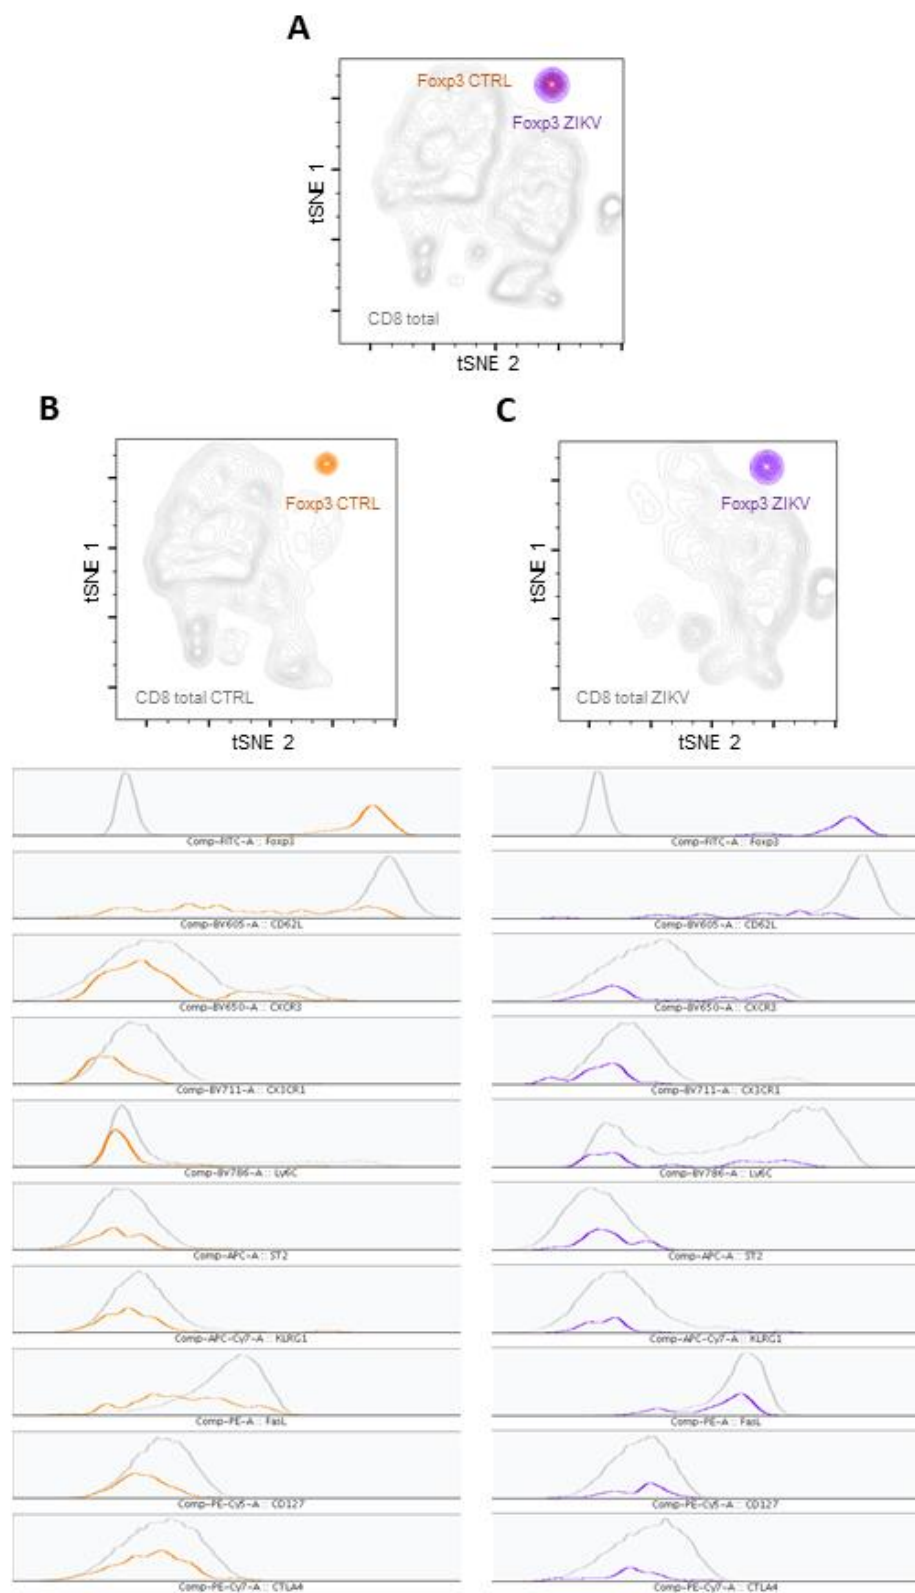 A
Foxp3 CTRL
Foxp3 ZIKV
tSNE 1
CD8 total
tSNE 2
B
C
Foxp3 CTRL
Foxp3 ZIKV
tSNE 1
tSNE 1
CD8 total CTRL
CD8 total ZIKV
tSNE 2
tSNE 2
Comp-FITC-A :: Foxp3
Comp-FITC-A :: Foxp3
Comp-BV605-A :: CD62L
Comp-BV605-A :: CD62L
Comp-BV650-A :: CXCR3
Comp-BV650-A :: CXCR3
Comp-BV711-A :: CX3CR1
Comp-BV711-A :: CX3CR1
Comp-BV786-A :: Ly6C
Comp-BV786-A :: Ly6C
Comp-APC-A :: ST2
Comp-APC-A :: ST2
Comp-APC-Cy7-A :: KLRG1
Comp-APC-Cy7-A :: KLRG1
Comp-PE-A :: FasL
Comp-PE-A :: FasL
Comp-PE-Cy5-A :: CD127
Comp-PE-Cy5-A :: CD127
Comp-PE-Cy7-A :: CTLA4
Comp-PE-Cy7-A :: CTLA4